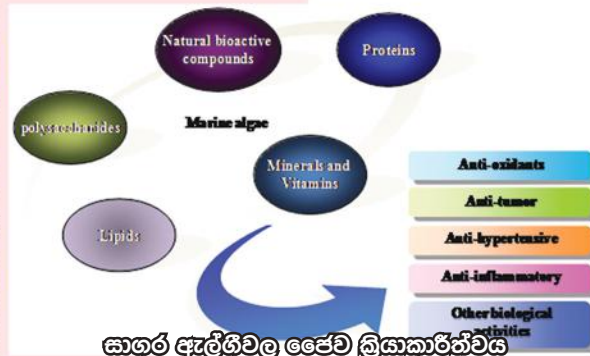 Natural bioactive
compounds
Proteins
polysaccharides
Marine algae
Minerals and
Vitamins
Lipids
Anti-oxidants
Anti-tumor
Anti-hypertensive
Anti-inflammatory
Other biological
activities
සාගර ඇල්ගීවල ජෛව ක්‍රියාකාරීත්වය